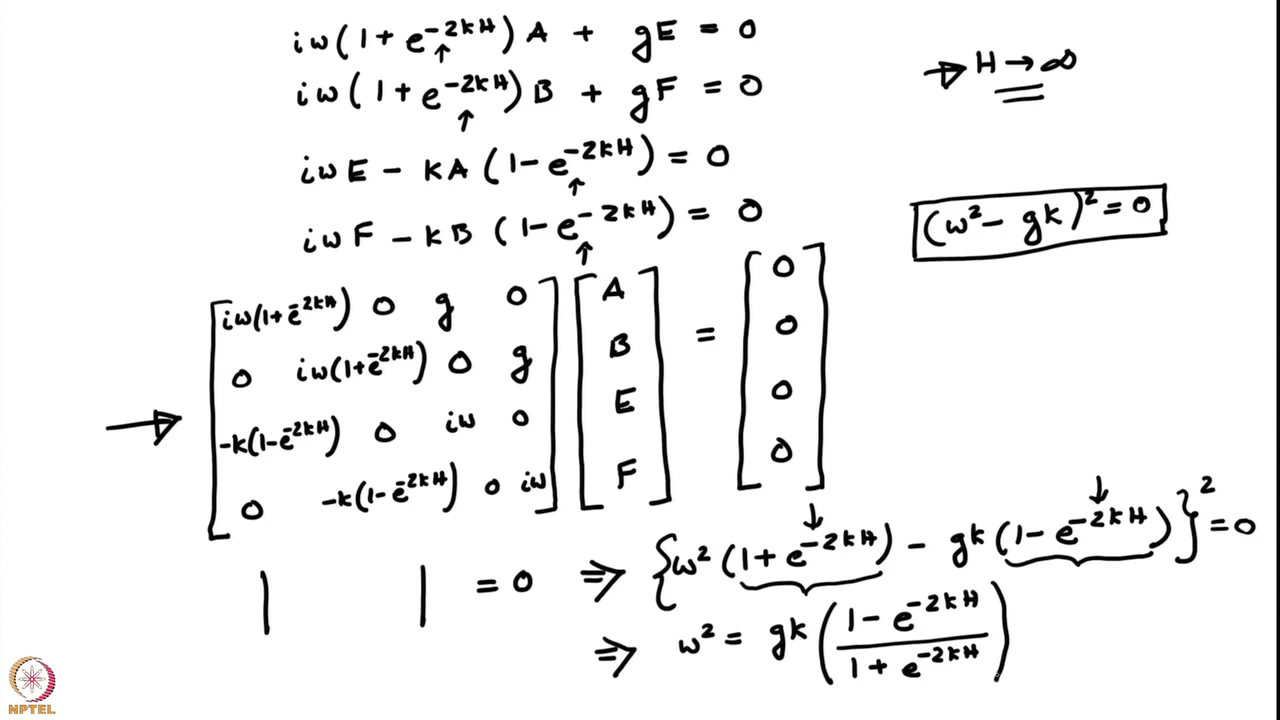 iω(1 + e^{-2kH})A + gE = 0
↑
→ H → ∞
iω(1 + e^{-2kH})B + gF = 0
↑
iωE − kA(1 − e^{-2kH}) = 0
↑
iωF − kB(1 − e^{-2kH}) = 0
↑
(ω² − gk)² = 0
→ [iω(1+e^{-2kH}) 0 g 0] [A] = [0]
[0 iω(1+e^{-2kH}) 0 g] [B] [0]
[−k(1−e^{-2kH}) 0 iω 0] [E] [0]
[0 −k(1−e^{-2kH}) 0 iω] [F] [0]
↓ ↓
| | = 0 ⇒ {ω²(1 + e^{-2kH}) − gk(1 − e^{-2kH})}² = 0
⇒ ω² = gk((1 − e^{-2kH})/(1 + e^{-2kH}))
NPTEL